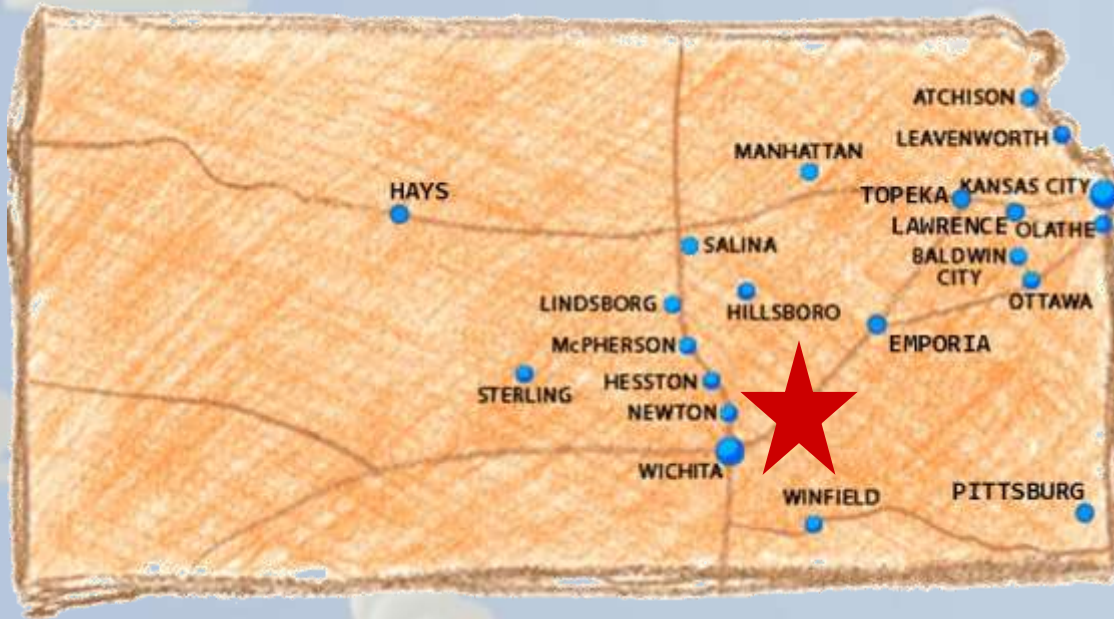 ATCHISON
LEAVENWORTH
MANHATTAN
HAYS
TOPEKA
KANSAS CITY
LAWRENCE
OLATHE
SALINA
BALDWIN
CITY
LINDSBORG
HILLSBORO
OTTAWA
McPHERSON
EMPORIA
HESSTON
STERLING
NEWTON
WICHITA
WINFIELD
PITTSBURG